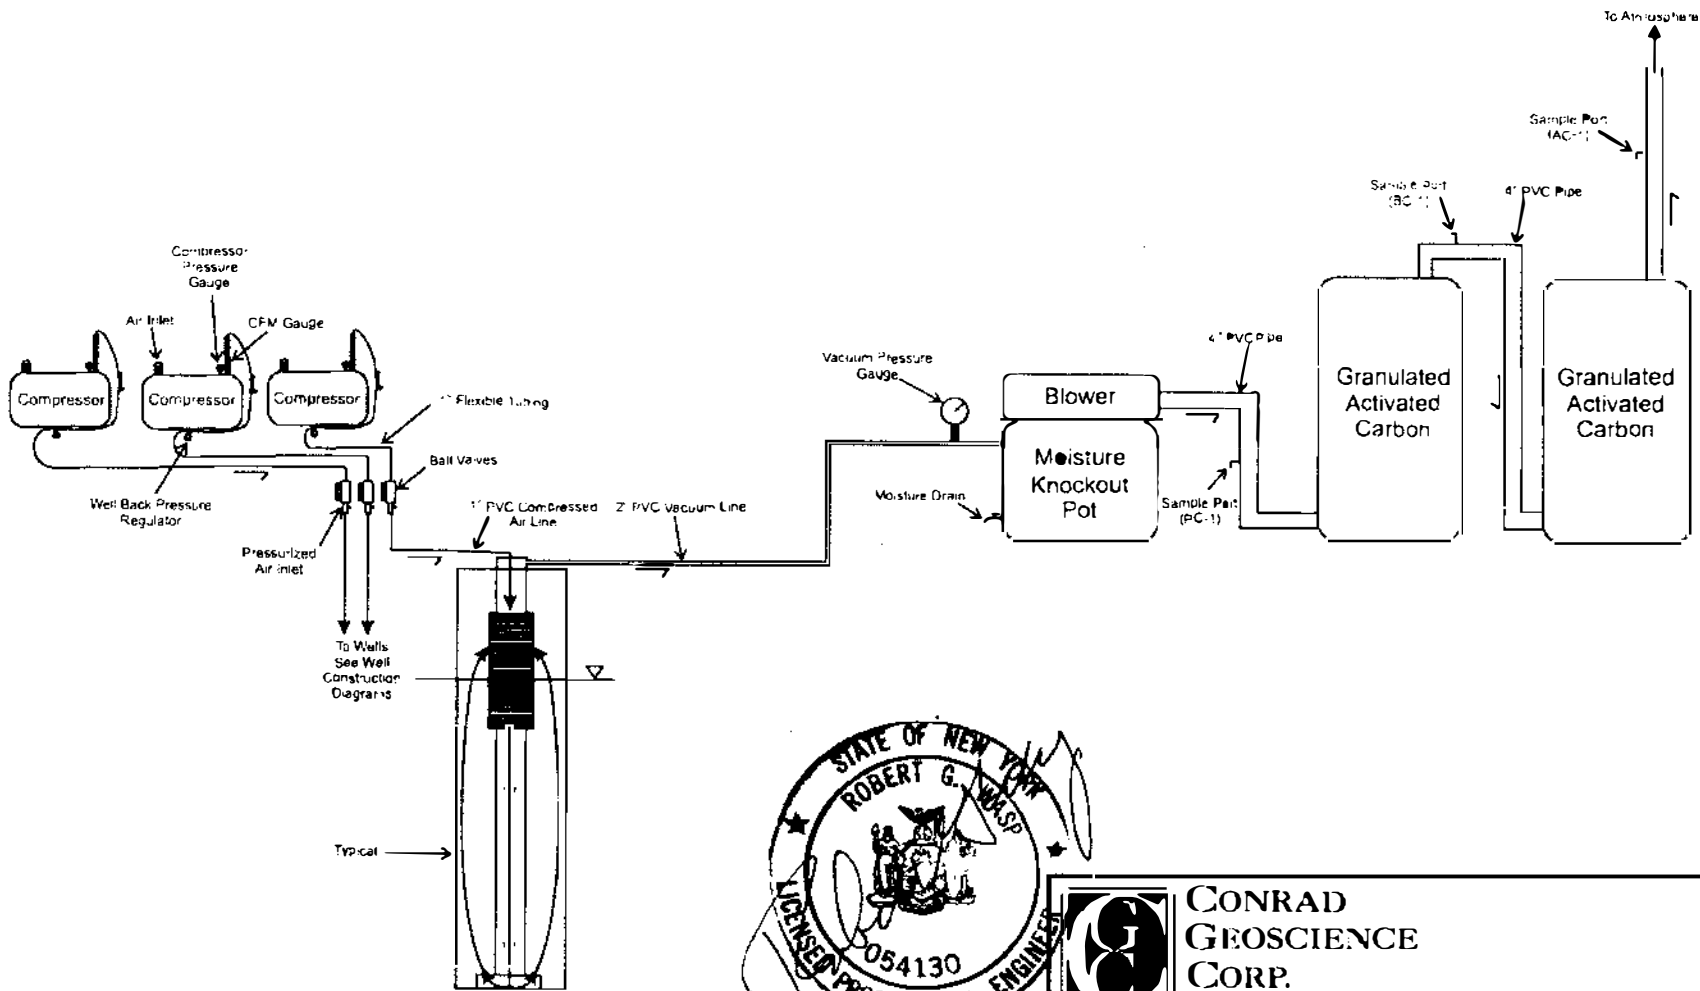 To Atmosphere
Sample Port
(AC-1)
Sample Port
(BC-1)
4" PVC Pipe
Compressor
Pressure
Gauge
Air Inlet
CFM Gauge
Compressor
Compressor
Compressor
1" Flexible Tubing
Ball Valves
Well Back Pressure
Regulator
Pressurized
Air Inlet
1" PVC Compressed
Air Line
2" PVC Vacuum Line
To Wells
See Well
Construction
Diagrams
Typical
Vacuum Pressure
Gauge
Blower
Moisture
Knockout
Pot
Moisture Drain
4" PVC Pipe
Sample Port
(PC-1)
Granulated
Activated
Carbon
Granulated
Activated
Carbon
STATE OF NEW YORK
ROBERT G. WASP
054130
LICENSED PRO ENGINEER
CONRAD
GEOSCIENCE
CORP.